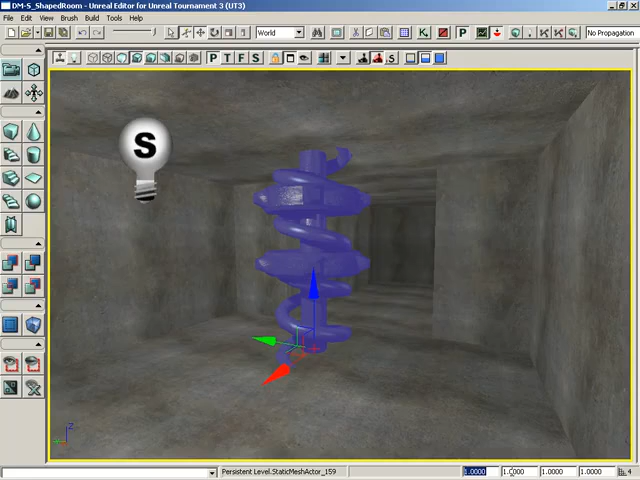 DM-S_ShapedRoom - Unreal Editor for Unreal Tournament 3 (UT3)
File Edit View Brush Build Tools Help
World
P
No Propagation
P T F S
S
S
Z
Persistent Level.StaticMeshActor_159
1.0000 1.0000 1.0000 1.0000 4